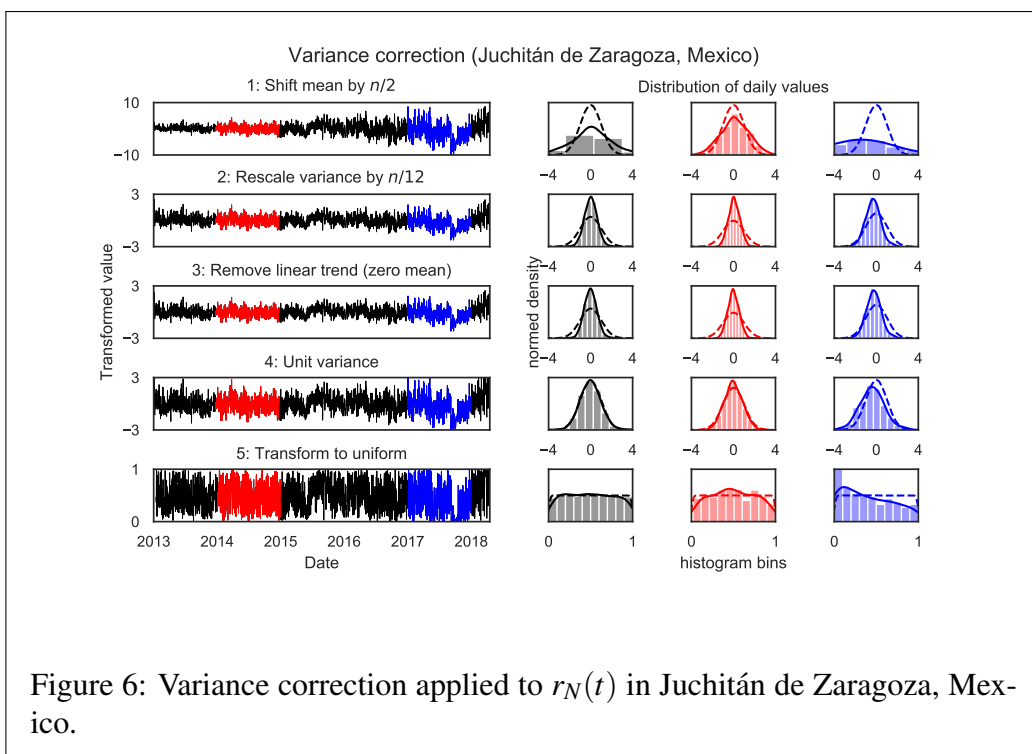 Variance correction (Juchitán de Zaragoza, Mexico)
1: Shift mean by n/2
Distribution of daily values
10
−10
−4 0 4
−4 0 4
−4 0 4
2: Rescale variance by n/12
3
−3
−4 0 4
−4 0 4
−4 0 4
3: Remove linear trend (zero mean)
3
−3
−4 0 4
−4 0 4
−4 0 4
4: Unit variance
3
−3
−4 0 4
−4 0 4
−4 0 4
5: Transform to uniform
1
0
2013 2014 2015 2016 2017 2018
0 1
0 1
0 1
Date
histogram bins
Transformed value
normed density
Figure 6: Variance correction applied to r_N(t) in Juchitán de Zaragoza, Mex-
ico.